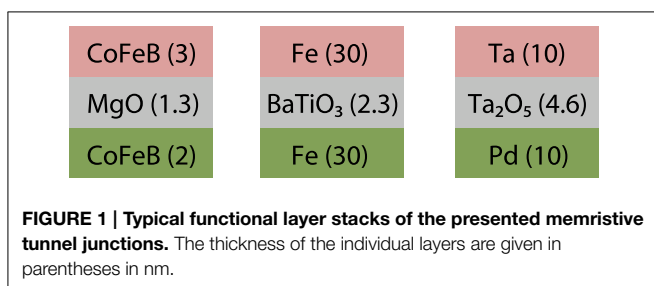 CoFeB (3) Fe (30) Ta (10)
MgO (1.3) BaTiO₃ (2.3) Ta₂O₅ (4.6)
CoFeB (2) Fe (30) Pd (10)
FIGURE 1 | Typical functional layer stacks of the presented memristive
tunnel junctions. The thickness of the individual layers are given in
parentheses in nm.